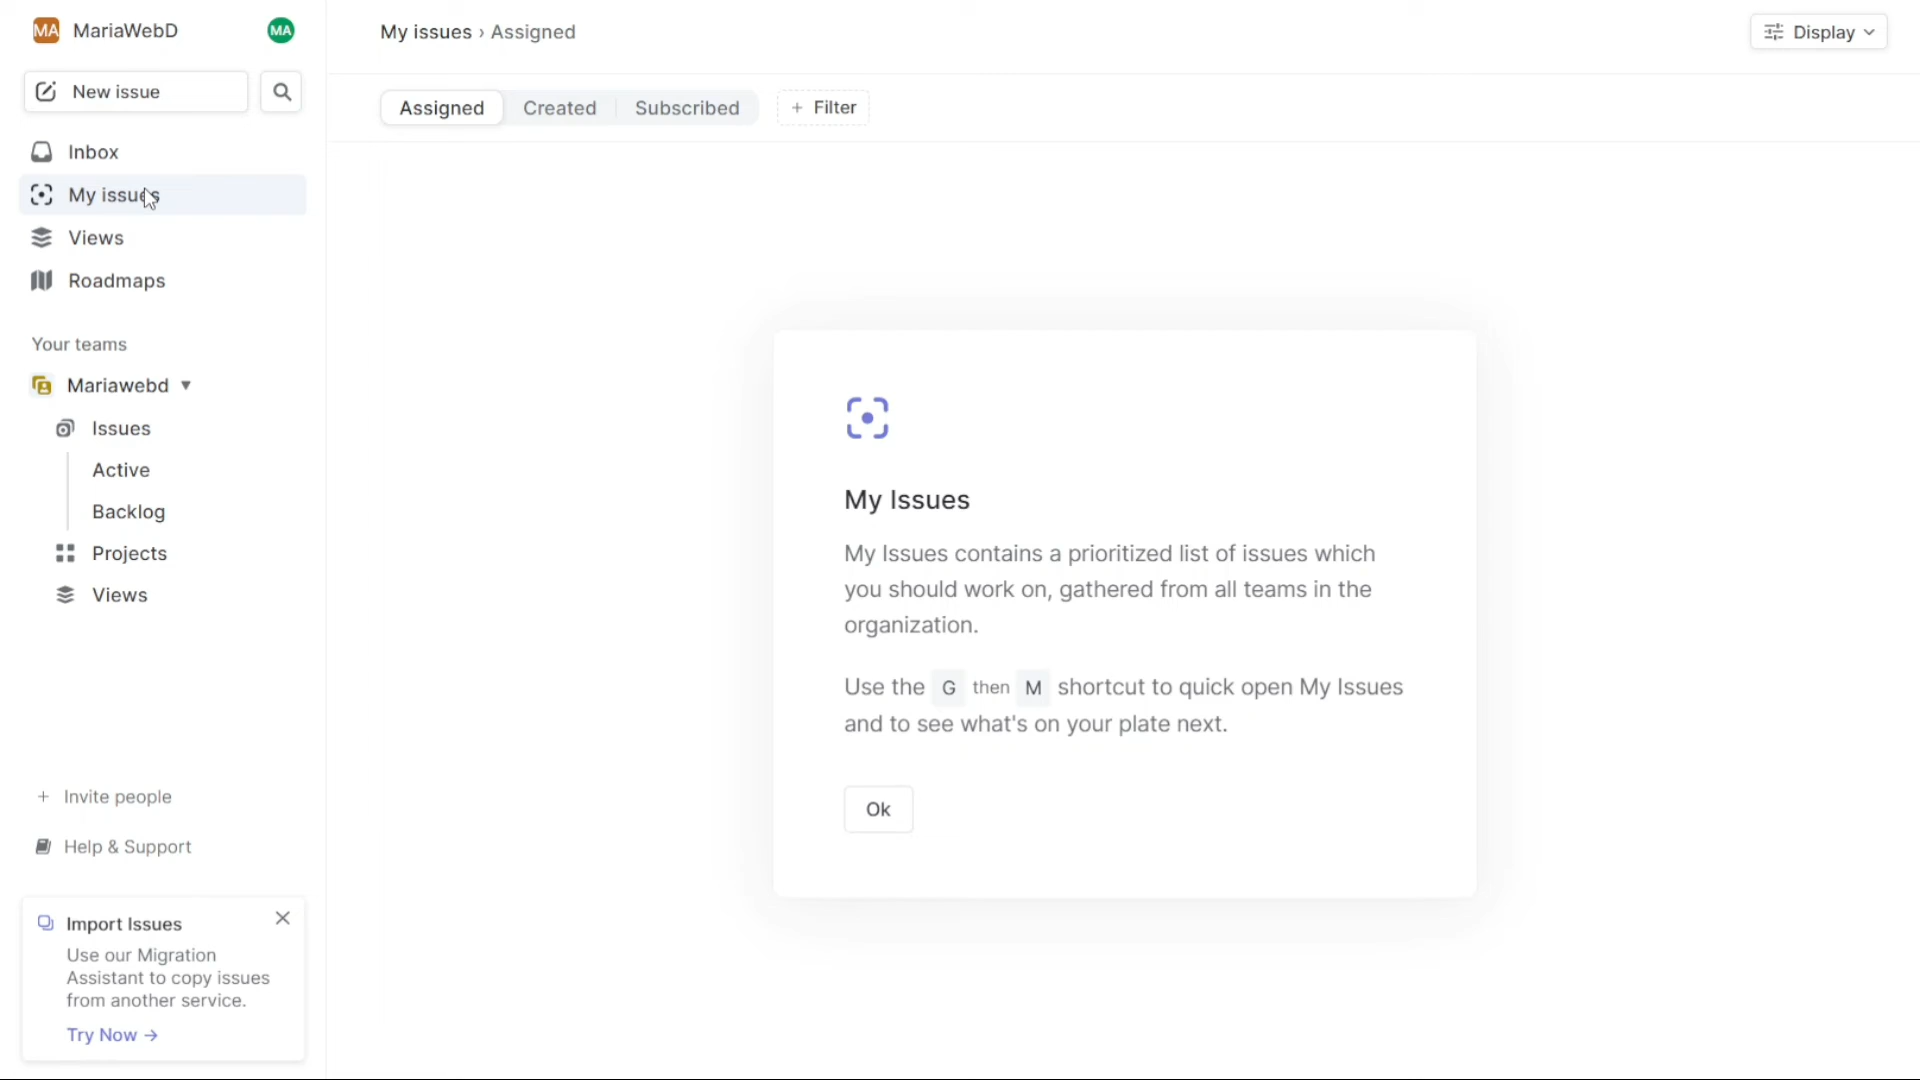 MA MariaWebD MA
New issue
Inbox
My issues
Views
Roadmaps
Your teams
Mariawebd ▼
Issues
Active
Backlog
Projects
Views
+ Invite people
Help & Support
Import Issues
Use our Migration
Assistant to copy issues
from another service.
Try Now →
My issues › Assigned
Display
Assigned Created Subscribed + Filter
My Issues
My Issues contains a prioritized list of issues which
you should work on, gathered from all teams in the
organization.
Use the G then M shortcut to quick open My Issues
and to see what's on your plate next.
Ok